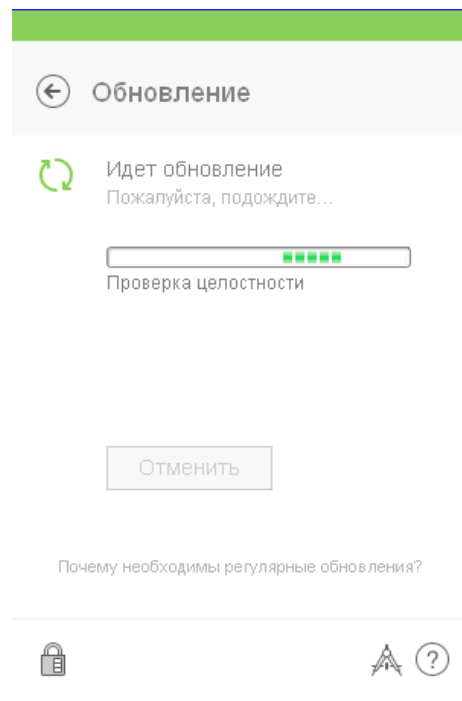 Обновление
Идет обновление
Пожалуйста, подождите...
Проверка целостности
Отменить
Почему необходимы регулярные обновления?
?